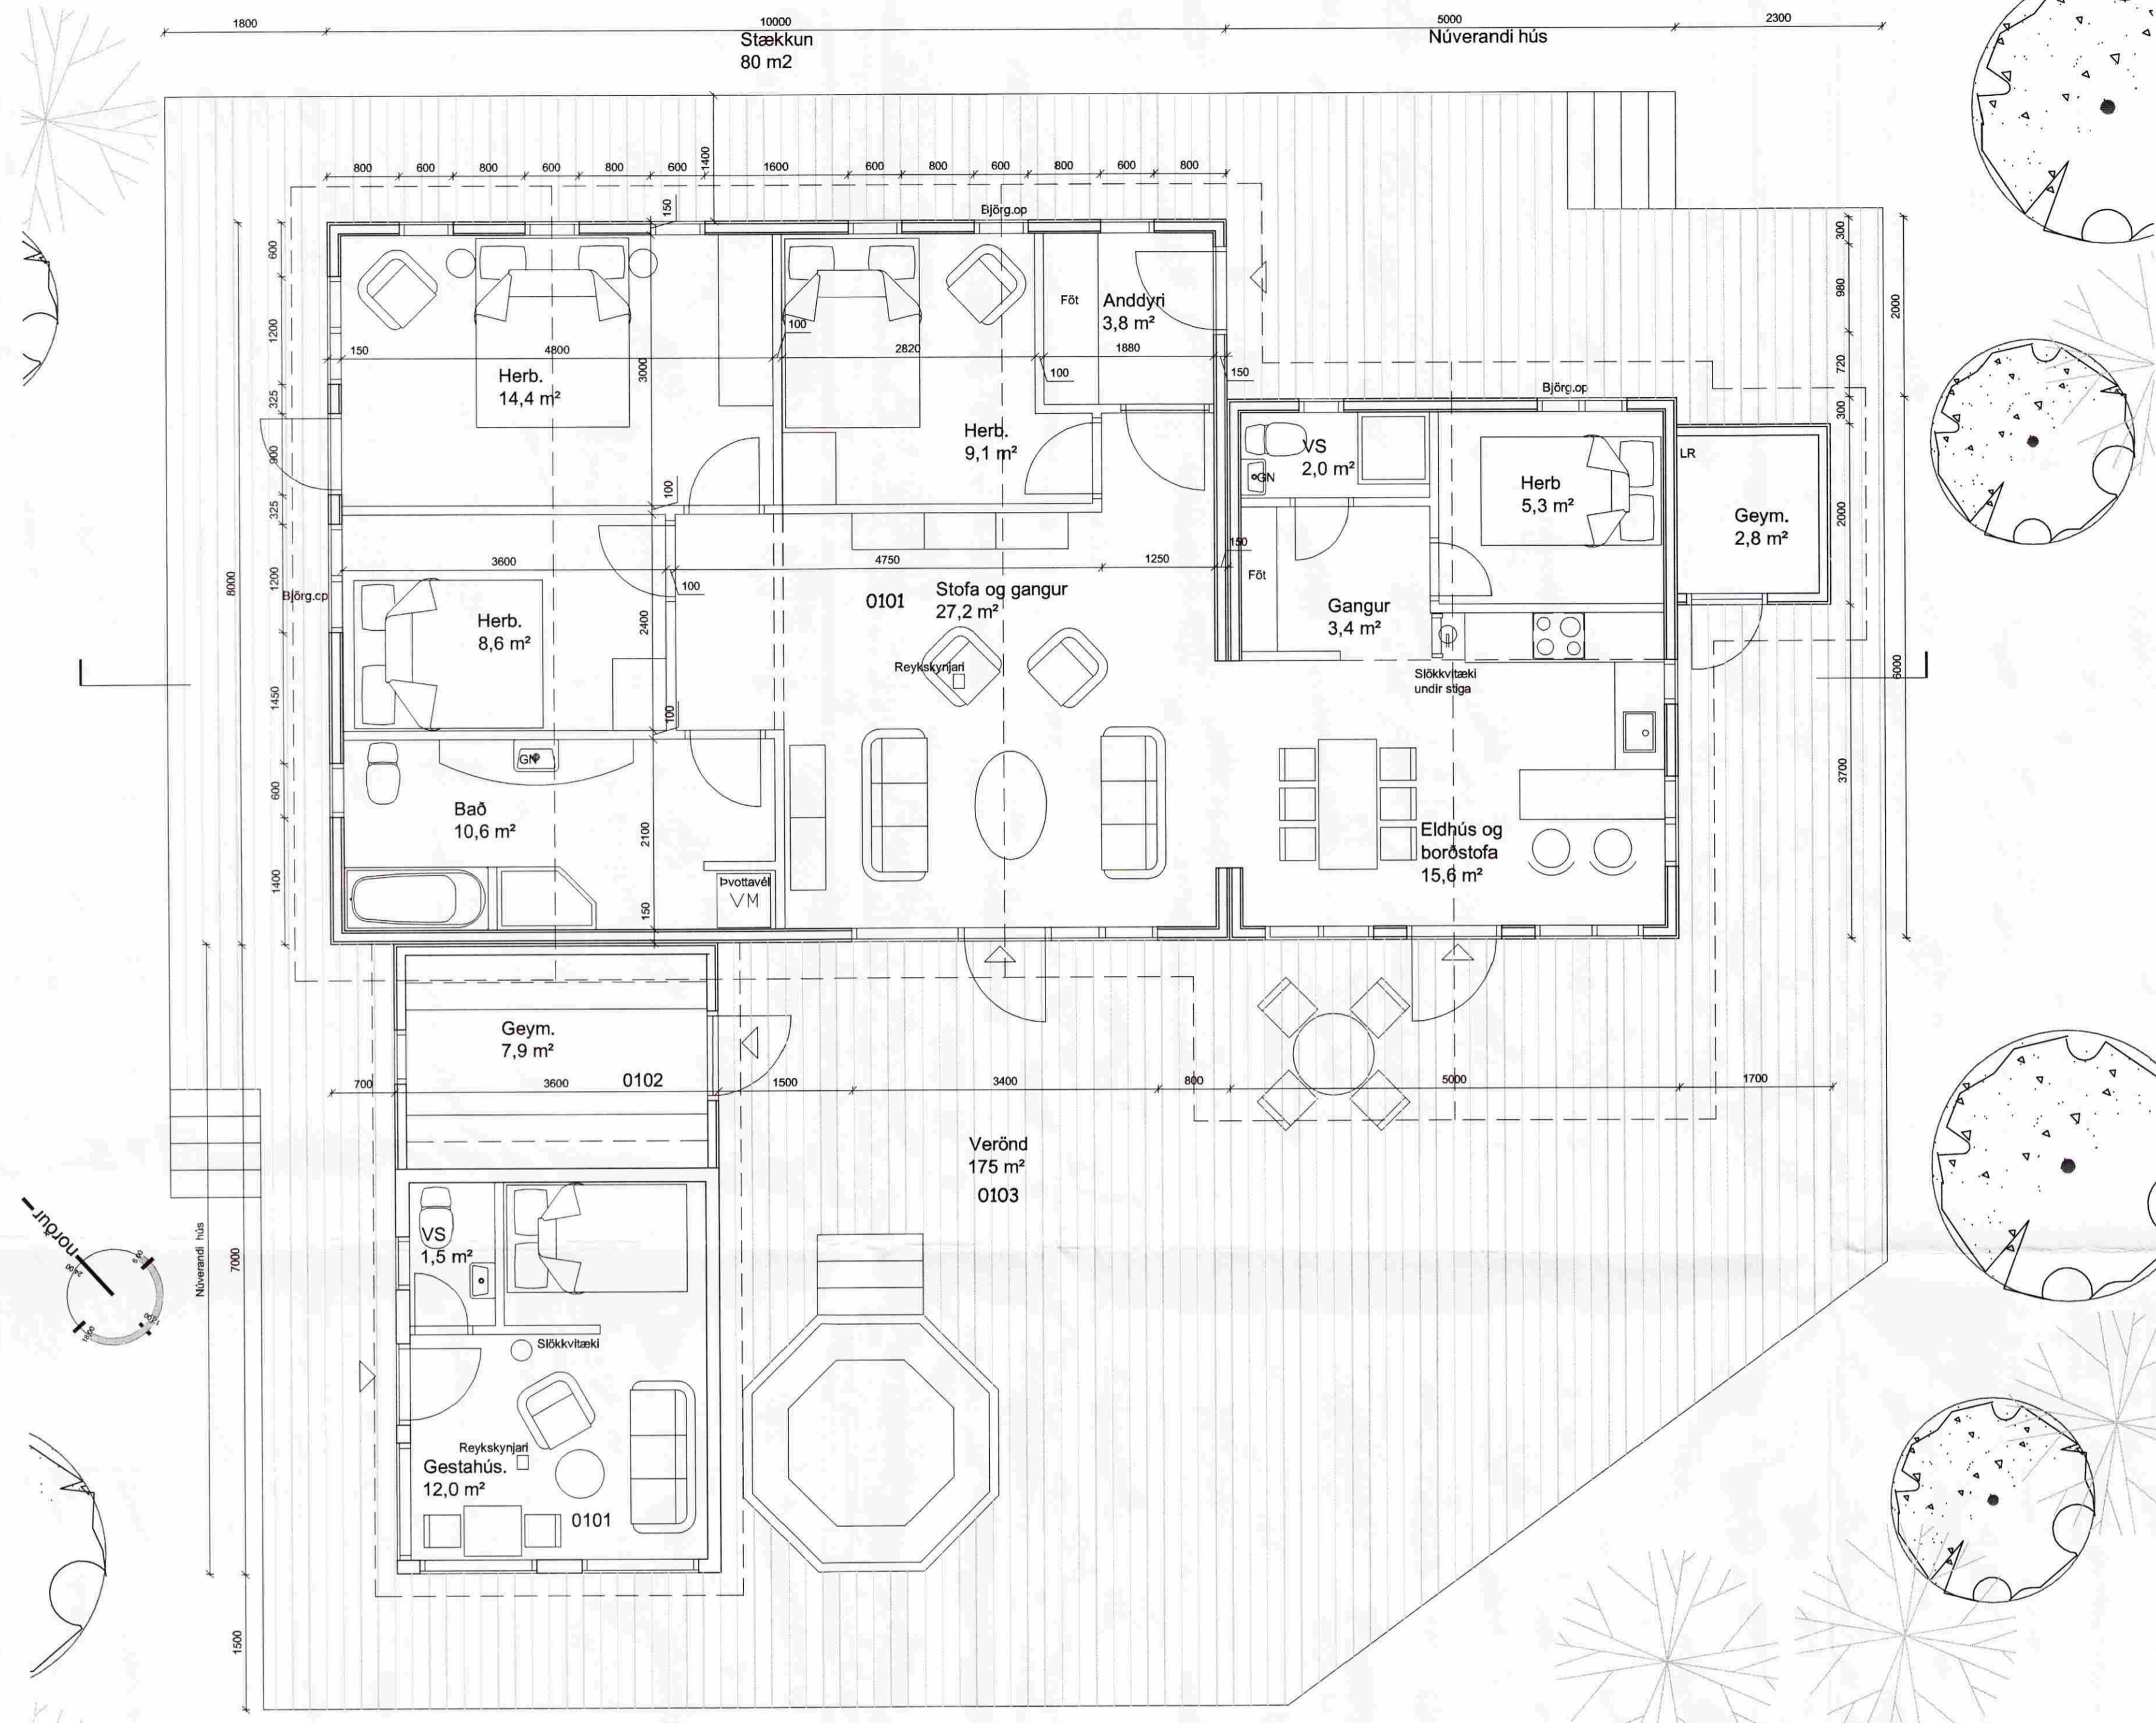 1800
10000
5000
2300
Stækkun
80 m2
Núverandi hús
800
600
800
600
800
600
1400
1600
600
800
600
800
600
800
150
Björg.op
600
1200
325
900
325
1200
1450
600
1400
8000
150
4800
3000
100
2820
100
1880
150
Herb.
14,4 m²
Herb.
9,1 m²
Föt
Anddyri
3,8 m²
300
980
720
300
2000
3700
2000
6000
Björg.op
VS
2,0 m²
GN
Herb
5,3 m²
LR
Geym.
2,8 m²
100
3600
100
4750
1250
150
Föt
Björg.op
Herb.
8,6 m²
2400
0101
Stofa og gangur
27,2 m²
Gangur
3,4 m²
Reykskynjari
Slökkvitæki
undir stiga
100
GN
Bað
10,6 m²
2100
150
Þvottavél
VM
Eldhús og
borðstofa
15,6 m²
Geym.
7,9 m²
0102
700
3600
1500
3400
800
5000
1700
Verönd
175 m²
0103
norður
24:00
18:00
Núverandi hús
7000
1500
VS
1,5 m²
Slökkvitæki
Reykskynjari
Gestahús.
12,0 m²
0101